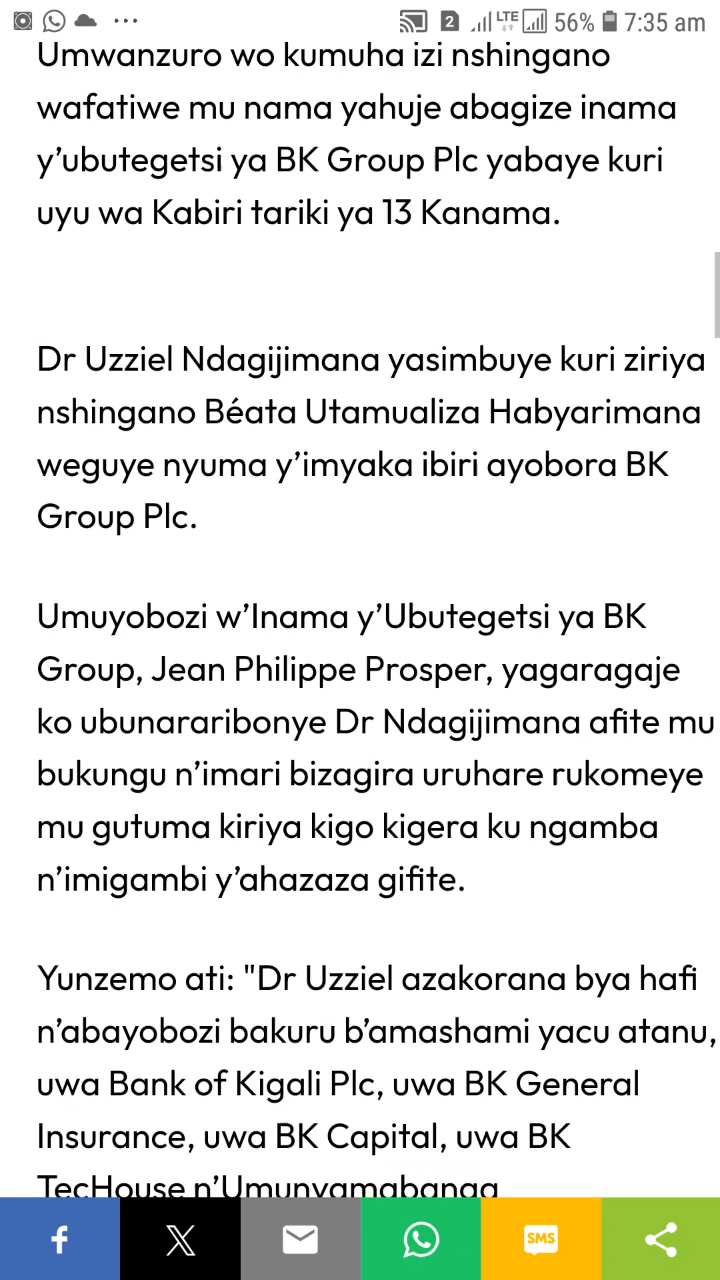 2 LTE 56% 7:35 am
Umwanzuro wo kumuha izi nshingano
wafatiwe mu nama yahuje abagize inama
y’ubutegetsi ya BK Group Plc yabaye kuri
uyu wa Kabiri tariki ya 13 Kanama.
Dr Uzziel Ndagijimana yasimbuye kuri ziriya
nshingano Béata Utamualiza Habyarimana
weguye nyuma y’imyaka ibiri ayobora BK
Group Plc.
Umuyobozi w’Inama y’Ubutegetsi ya BK
Group, Jean Philippe Prosper, yagaragaje
ko ubunararibonye Dr Ndagijimana afite mu
bukungu n’imari bizagira uruhare rukomeye
mu gutuma kiriya kigo kigera ku ngamba
n’imigambi y’ahazaza gifite.
Yunzemo ati: "Dr Uzziel azakorana bya hafi
n’abayobozi bakuru b’amashami yacu atanu,
uwa Bank of Kigali Plc, uwa BK General
Insurance, uwa BK Capital, uwa BK
TecHouse n’Umunyamabanga
SMS